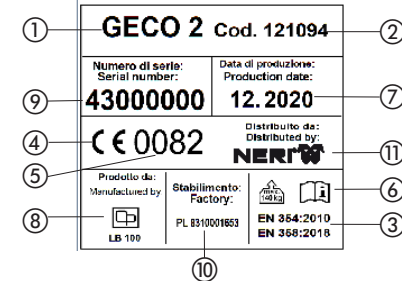 ① GECO 2 Cod. 121094 ②
Numero di serie:
Serial number:
Data di produzione:
Production date:
⑨ 43000000 12.2020 ⑦
④ CE 0082
⑤
Distribuito da:
Distributed by:
NERI ⑪
Prodotto da:
Manufactured by
⑧
LB 100
Stabilimento:
Factory:
PL 8310001653
⑩
max.
140 kg
⑥
EN 354:2010 ③
EN 358:2018